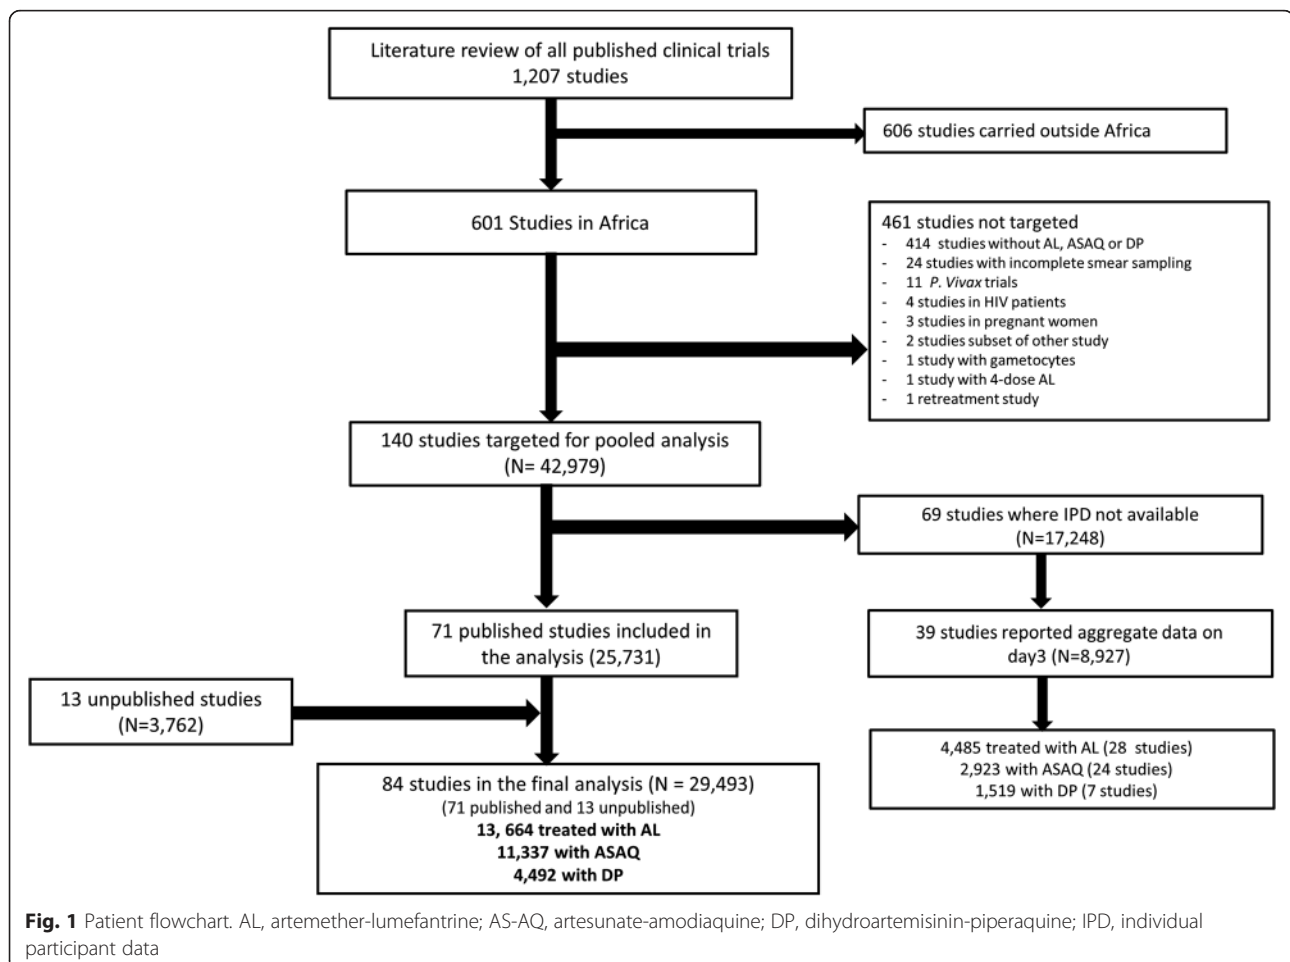 Literature review of all published clinical trials
1,207 studies
606 studies carried outside Africa
601 Studies in Africa
461 studies not targeted
- 414 studies without AL, ASAQ or DP
- 24 studies with incomplete smear sampling
- 11 P. Vivax trials
- 4 studies in HIV patients
- 3 studies in pregnant women
- 2 studies subset of other study
- 1 study with gametocytes
- 1 study with 4-dose AL
- 1 retreatment study
140 studies targeted for pooled analysis
(N= 42,979)
69 studies where IPD not available
(N=17,248)
71 published studies included in
the analysis (25,731)
39 studies reported aggregate data on
day3 (N=8,927)
13 unpublished studies
(N=3,762)
4,485 treated with AL (28 studies)
2,923 with ASAQ (24 studies)
1,519 with DP (7 studies)
84 studies in the final analysis (N = 29,493)
(71 published and 13 unpublished)
13, 664 treated with AL
11,337 with ASAQ
4,492 with DP
Fig. 1 Patient flowchart. AL, artemether-lumefantrine; AS-AQ, artesunate-amodiaquine; DP, dihydroartemisinin-piperaquine; IPD, individual
participant data